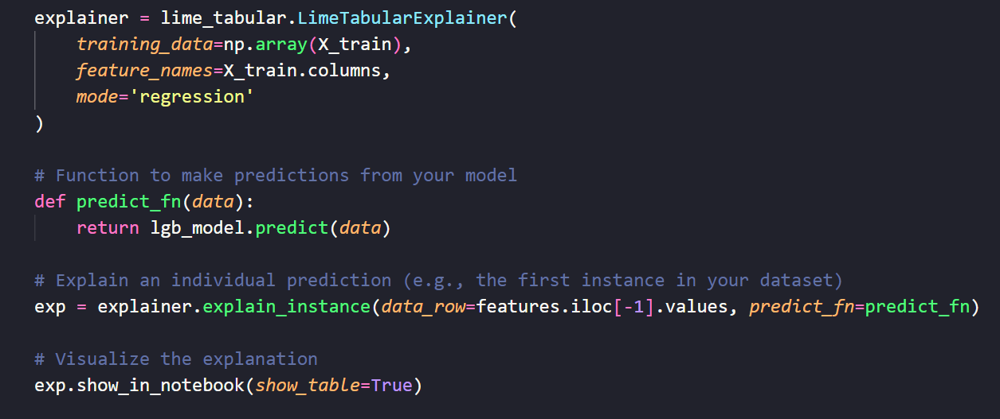 explainer = lime_tabular.LimeTabularExplainer(
    training_data=np.array(X_train),
    feature_names=X_train.columns,
    mode='regression'
)

# Function to make predictions from your model
def predict_fn(data):
    return lgb_model.predict(data)

# Explain an individual prediction (e.g., the first instance in your dataset)
exp = explainer.explain_instance(data_row=features.iloc[-1].values, predict_fn=predict_fn)

# Visualize the explanation
exp.show_in_notebook(show_table=True)